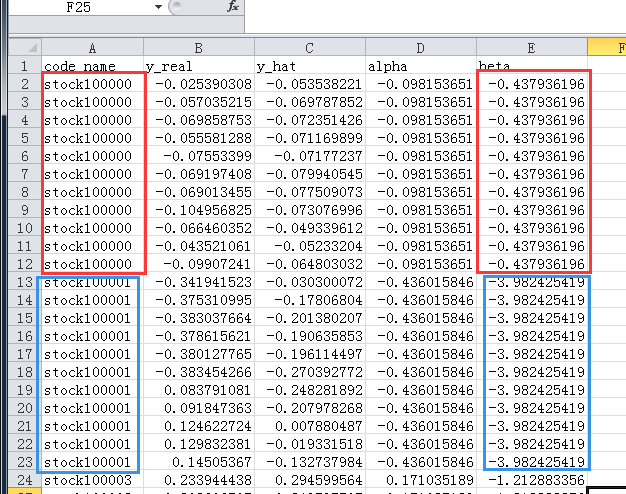 F25 fx
A B C D E F
1 code_name y_real y_hat alpha beta
2 stock100000 -0.025390308 -0.053538221 -0.098153651 -0.437936196
3 stock100000 -0.057035215 -0.069787852 -0.098153651 -0.437936196
4 stock100000 -0.069858753 -0.072351426 -0.098153651 -0.437936196
5 stock100000 -0.055581288 -0.071169899 -0.098153651 -0.437936196
6 stock100000 -0.07553399 -0.07177237 -0.098153651 -0.437936196
7 stock100000 -0.069197408 -0.079940545 -0.098153651 -0.437936196
8 stock100000 -0.069013455 -0.077509073 -0.098153651 -0.437936196
9 stock100000 -0.104956825 -0.073076996 -0.098153651 -0.437936196
10 stock100000 -0.066460352 -0.049339612 -0.098153651 -0.437936196
11 stock100000 -0.043521061 -0.05233204 -0.098153651 -0.437936196
12 stock100000 -0.09907241 -0.064803032 -0.098153651 -0.437936196
13 stock100001 -0.341941523 -0.030300072 -0.436015846 -3.982425419
14 stock100001 -0.375310995 -0.17806804 -0.436015846 -3.982425419
15 stock100001 -0.383037664 -0.201380207 -0.436015846 -3.982425419
16 stock100001 -0.378615621 -0.190635853 -0.436015846 -3.982425419
17 stock100001 -0.380127765 -0.196114497 -0.436015846 -3.982425419
18 stock100001 -0.383454266 -0.270392772 -0.436015846 -3.982425419
19 stock100001 0.083791081 -0.248281892 -0.436015846 -3.982425419
20 stock100001 0.091847363 -0.207978268 -0.436015846 -3.982425419
21 stock100001 0.124622724 0.007880487 -0.436015846 -3.982425419
22 stock100001 0.129832381 -0.019331518 -0.436015846 -3.982425419
23 stock100001 0.14505367 -0.132737984 -0.436015846 -3.982425419
24 stock100003 0.233944438 0.294599564 0.171035189 -1.212883356